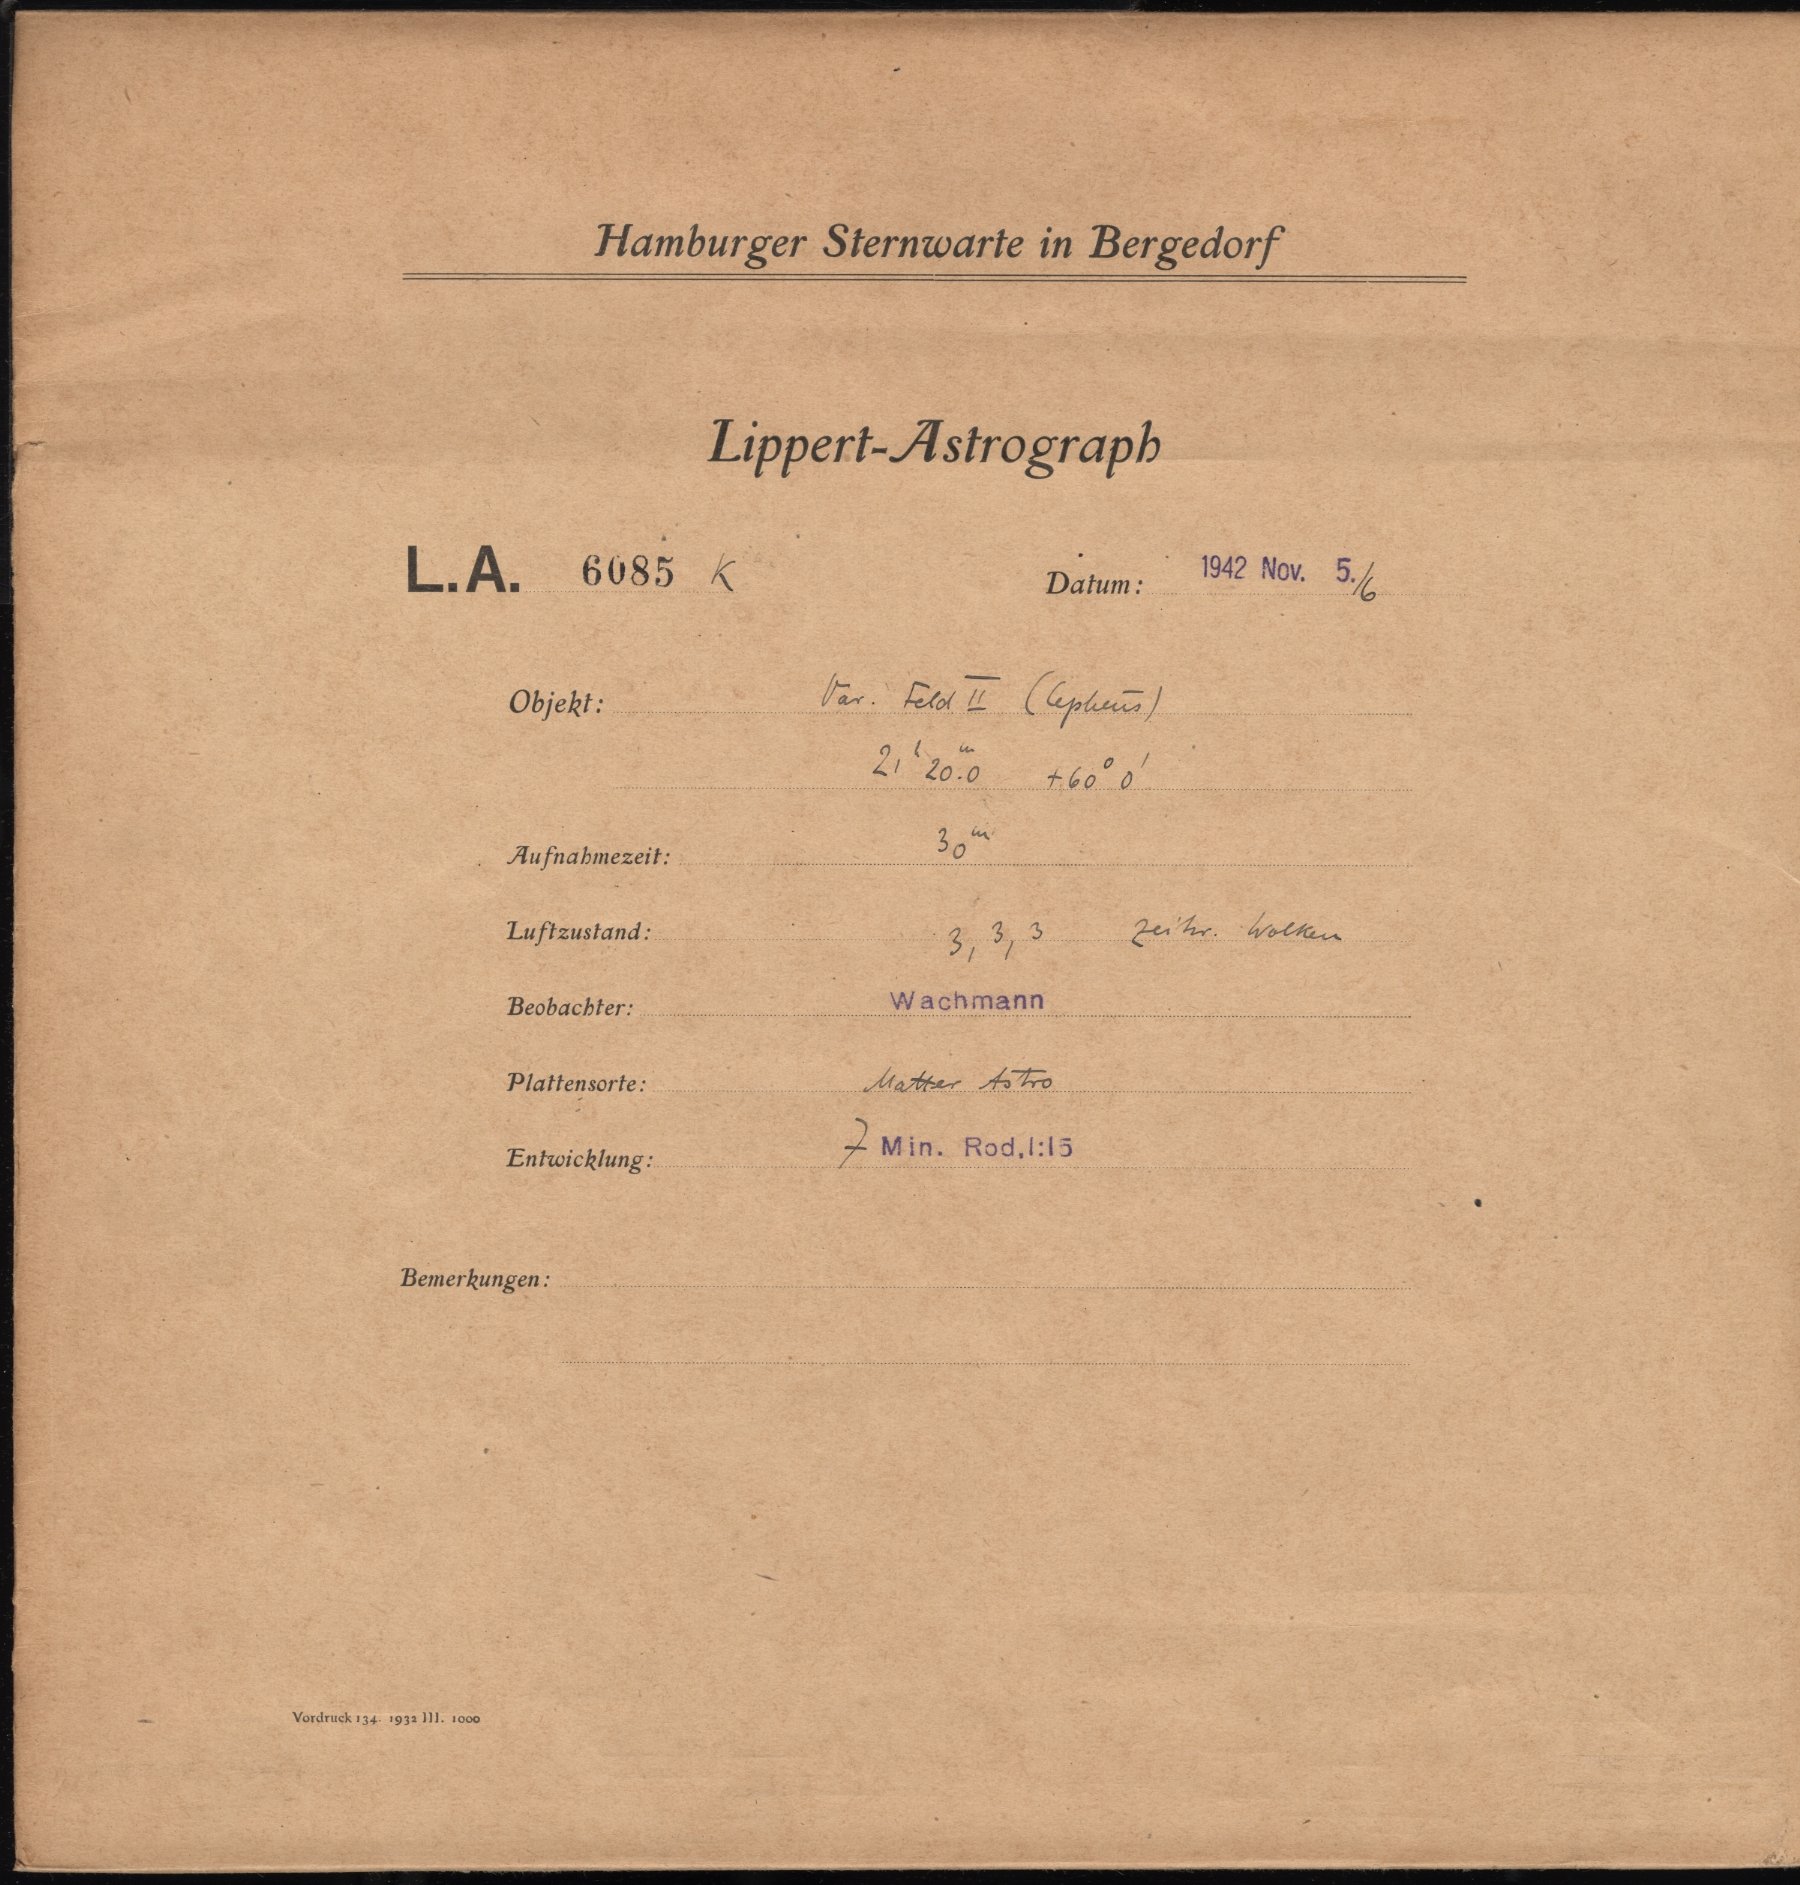 Hamburger Sternwarte in Bergedorf
Lippert-Astrograph
L.A. 6085 K Datum: 1942 Nov. 5./6
Objekt: Var. Feld II (Cepheus)
21h 20.0m +60° 0'
Aufnahmezeit: 30m
Luftzustand: 3, 3, 3 Wolken
Beobachter: Wachmann
Plattensorte: Matter Astro
Entwicklung: 7 Min. Rod. 1:15
Bemerkungen:
Vordruck 134. 1932 III. 1000